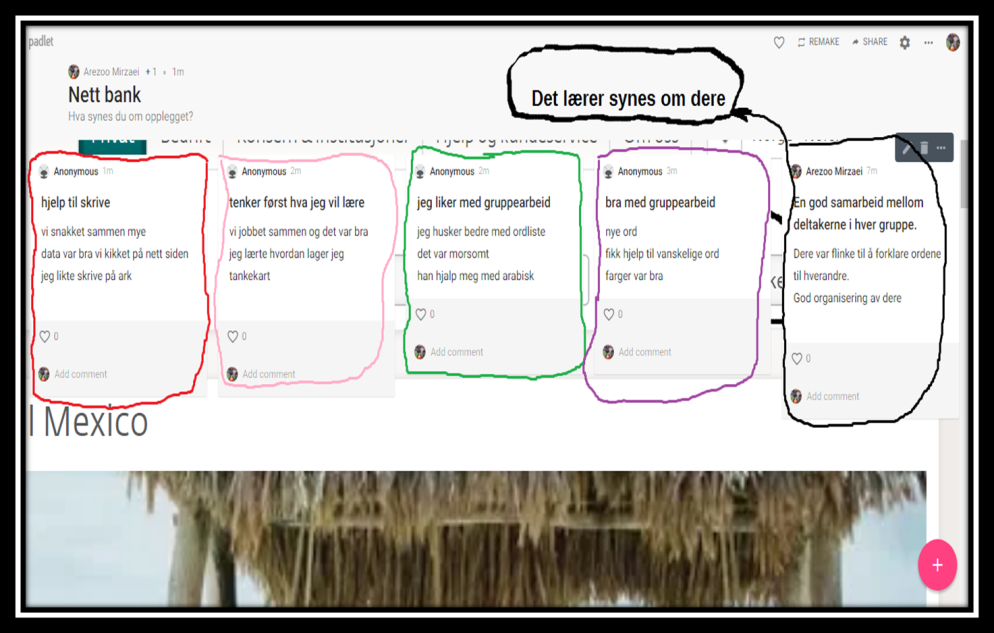 padlet
REMAKE SHARE
Arezoo Mirzaei +1 • 1m
Nett bank
Hva synes du om opplegget?
Det lærer synes om dere
Privat Bedrift Konsern & institusjoner Hjelp og kundeservice Om oss
Anonymous 1m
hjelp til skrive
vi snakket sammen mye
data var bra vi kikket på nett siden
jeg likte skrive på ark
0
Add comment
Anonymous 2m
tenker først hva jeg vil lære
vi jobbet sammen og det var bra
jeg lærte hvordan lager jeg
tankekart
0
Add comment
Anonymous 2m
jeg liker med gruppearbeid
jeg husker bedre med ordliste
det var morsomt
han hjalp meg med arabisk
0
Add comment
Anonymous 3m
bra med gruppearbeid
nye ord
fikk hjelp til vanskelige ord
farger var bra
0
Add comment
Arezoo Mirzaei 7m
En god samarbeid mellom
deltakerne i hver gruppe.
Dere var flinke til å forklare ordene
til hverandre.
God organisering av dere
0
Add comment
l Mexico